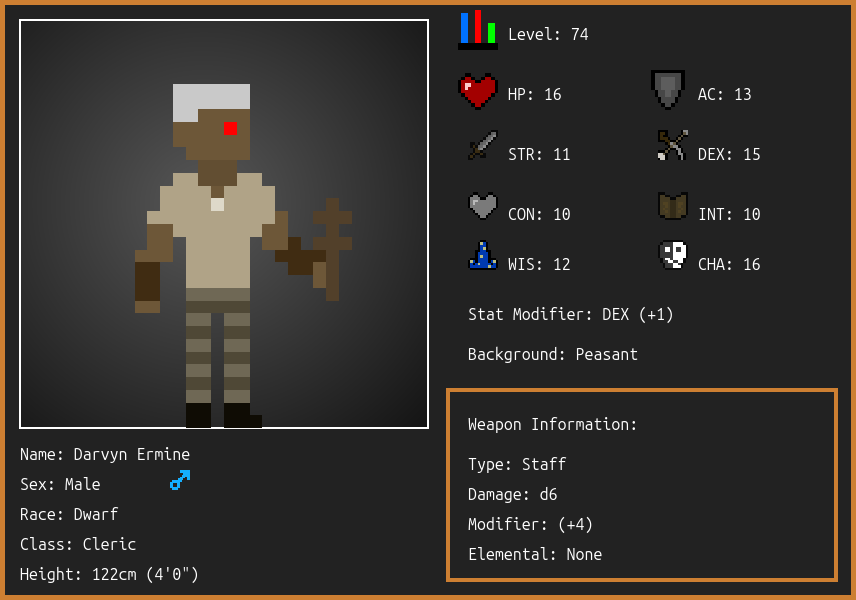 Level: 74
HP: 16
AC: 13
STR: 11
DEX: 15
CON: 10
INT: 10
WIS: 12
CHA: 16
Stat Modifier: DEX (+1)
Background: Peasant
Weapon Information:
Type: Staff
Damage: d6
Modifier: (+4)
Elemental: None
Name: Darvyn Ermine
Sex: Male
Race: Dwarf
Class: Cleric
Height: 122cm (4'0")